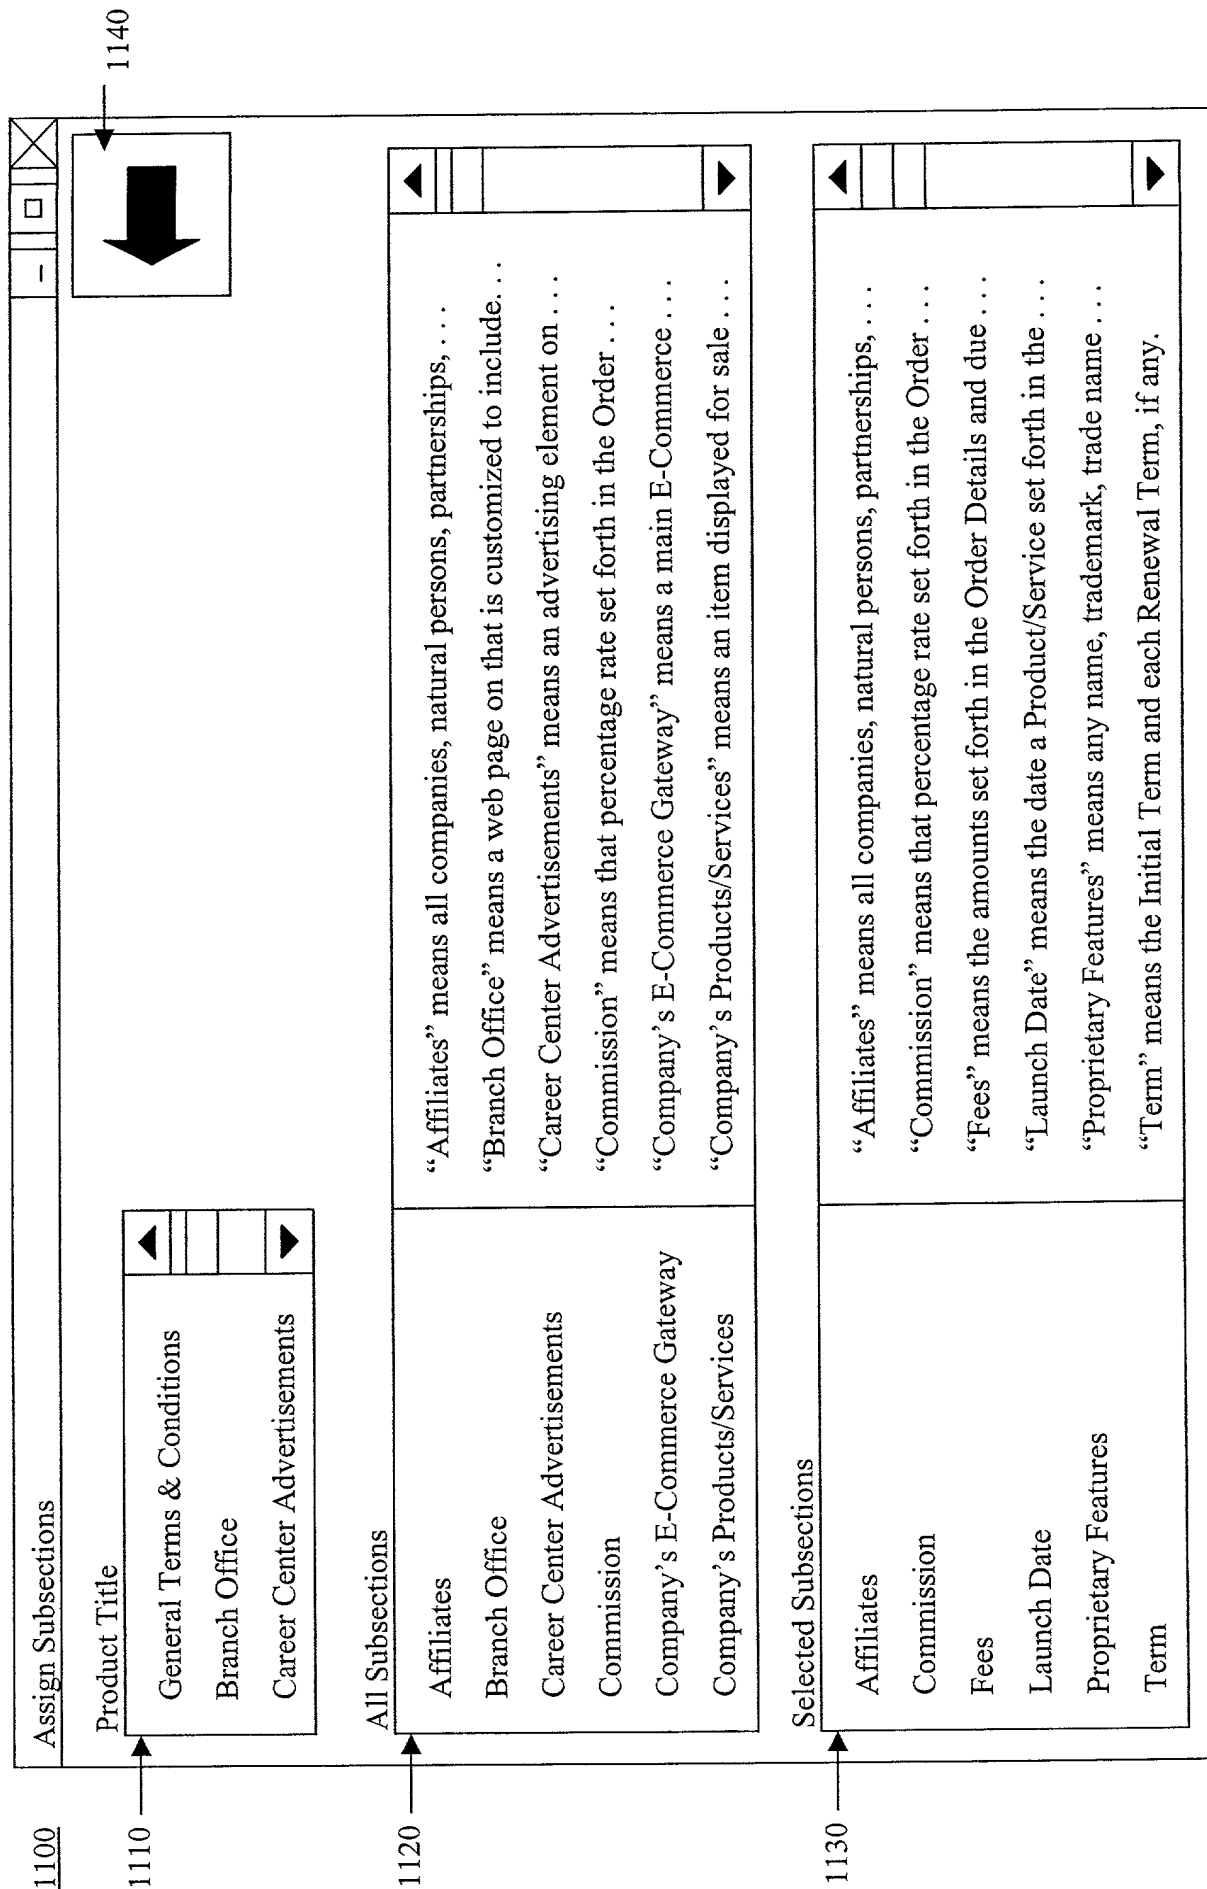 1100
Assign Subsections
1140
Product Title
1110
General Terms & Conditions
Branch Office
Career Center Advertisements
All Subsections
1120
Affiliates “Affiliates” means all companies, natural persons, partnerships, . . .
Branch Office “Branch Office” means a web page on that is customized to include. . .
Career Center Advertisements “Career Center Advertisements” means an advertising element on . . .
Commission “Commission” means that percentage rate set forth in the Order . . .
Company’s E-Commerce Gateway “Company’s E-Commerce Gateway” means a main E-Commerce . . .
Company’s Products/Services “Company’s Products/Services” means an item displayed for sale . . .
Selected Subsections
1130
Affiliates “Affiliates” means all companies, natural persons, partnerships, . . .
Commission “Commission” means that percentage rate set forth in the Order . . .
Fees “Fees” means the amounts set forth in the Order Details and due . . .
Launch Date “Launch Date” means the date a Product/Service set forth in the . . .
Proprietary Features “Proprietary Features” means any name, trademark, trade name . . .
Term “Term” means the Initial Term and each Renewal Term, if any.